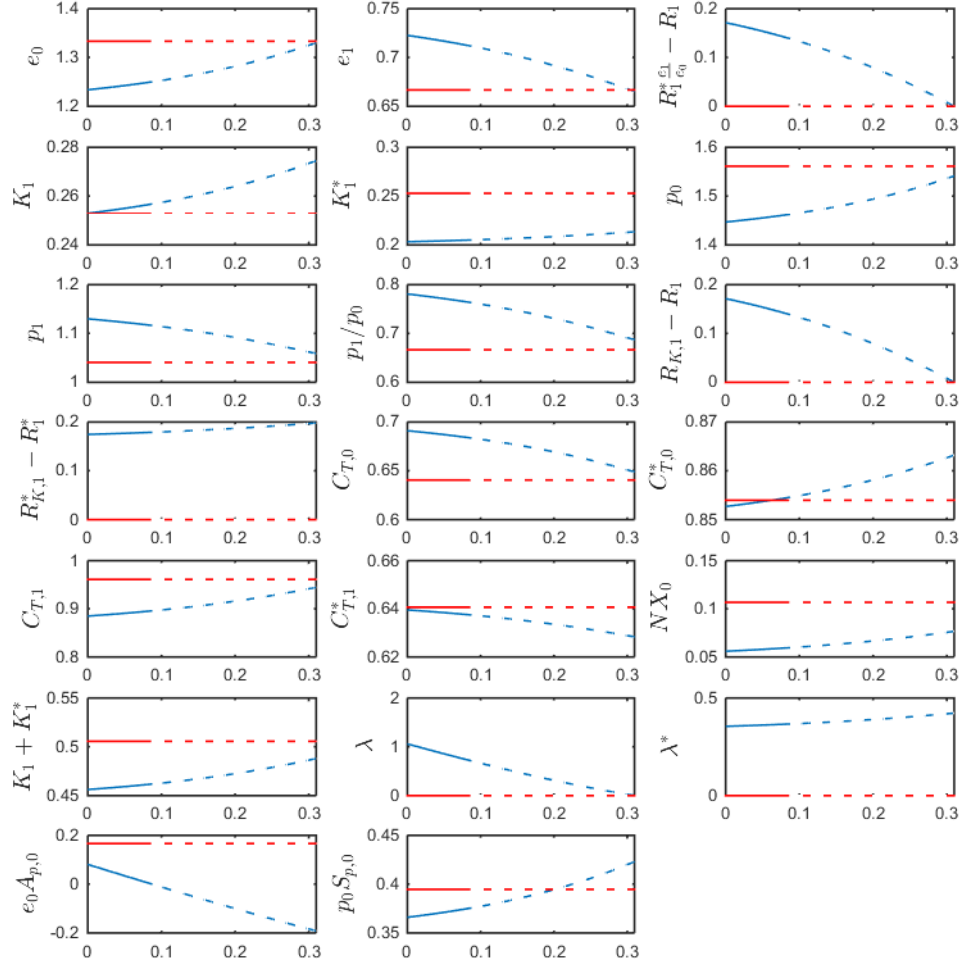 1.4
1.3
1.2
e_0
0 0.1 0.2 0.3
0.75
0.7
0.65
e_1
0 0.1 0.2 0.3
0.2
0.1
0
R_1^* \frac{e_1}{e_0} - R_1
0 0.1 0.2 0.3
0.28
0.26
0.24
K_1
0 0.1 0.2 0.3
0.3
0.25
0.2
K_1^*
0 0.1 0.2 0.3
1.6
1.5
1.4
p_0
0 0.1 0.2 0.3
1.2
1.1
1
p_1
0 0.1 0.2 0.3
0.8
0.7
0.6
p_1/p_0
0 0.1 0.2 0.3
0.2
0.1
0
R_{K,1} - R_1
0 0.1 0.2 0.3
0.2
0.1
0
R_{K,1}^* - R_1^*
0 0.1 0.2 0.3
0.7
0.65
0.6
C_{T,0}
0 0.1 0.2 0.3
0.87
0.86
0.85
C_{T,0}^*
0 0.1 0.2 0.3
1
0.9
0.8
C_{T,1}
0 0.1 0.2 0.3
0.66
0.64
0.62
C_{T,1}^*
0 0.1 0.2 0.3
0.15
0.1
0.05
NX_0
0 0.1 0.2 0.3
0.55
0.5
0.45
K_1 + K_1^*
0 0.1 0.2 0.3
2
1
0
λ
0 0.1 0.2 0.3
0.5
0
λ^*
0 0.1 0.2 0.3
0.2
0
-0.2
e_0 A_{p,0}
0 0.1 0.2 0.3
0.45
0.4
0.35
p_0 S_{p,0}
0 0.1 0.2 0.3